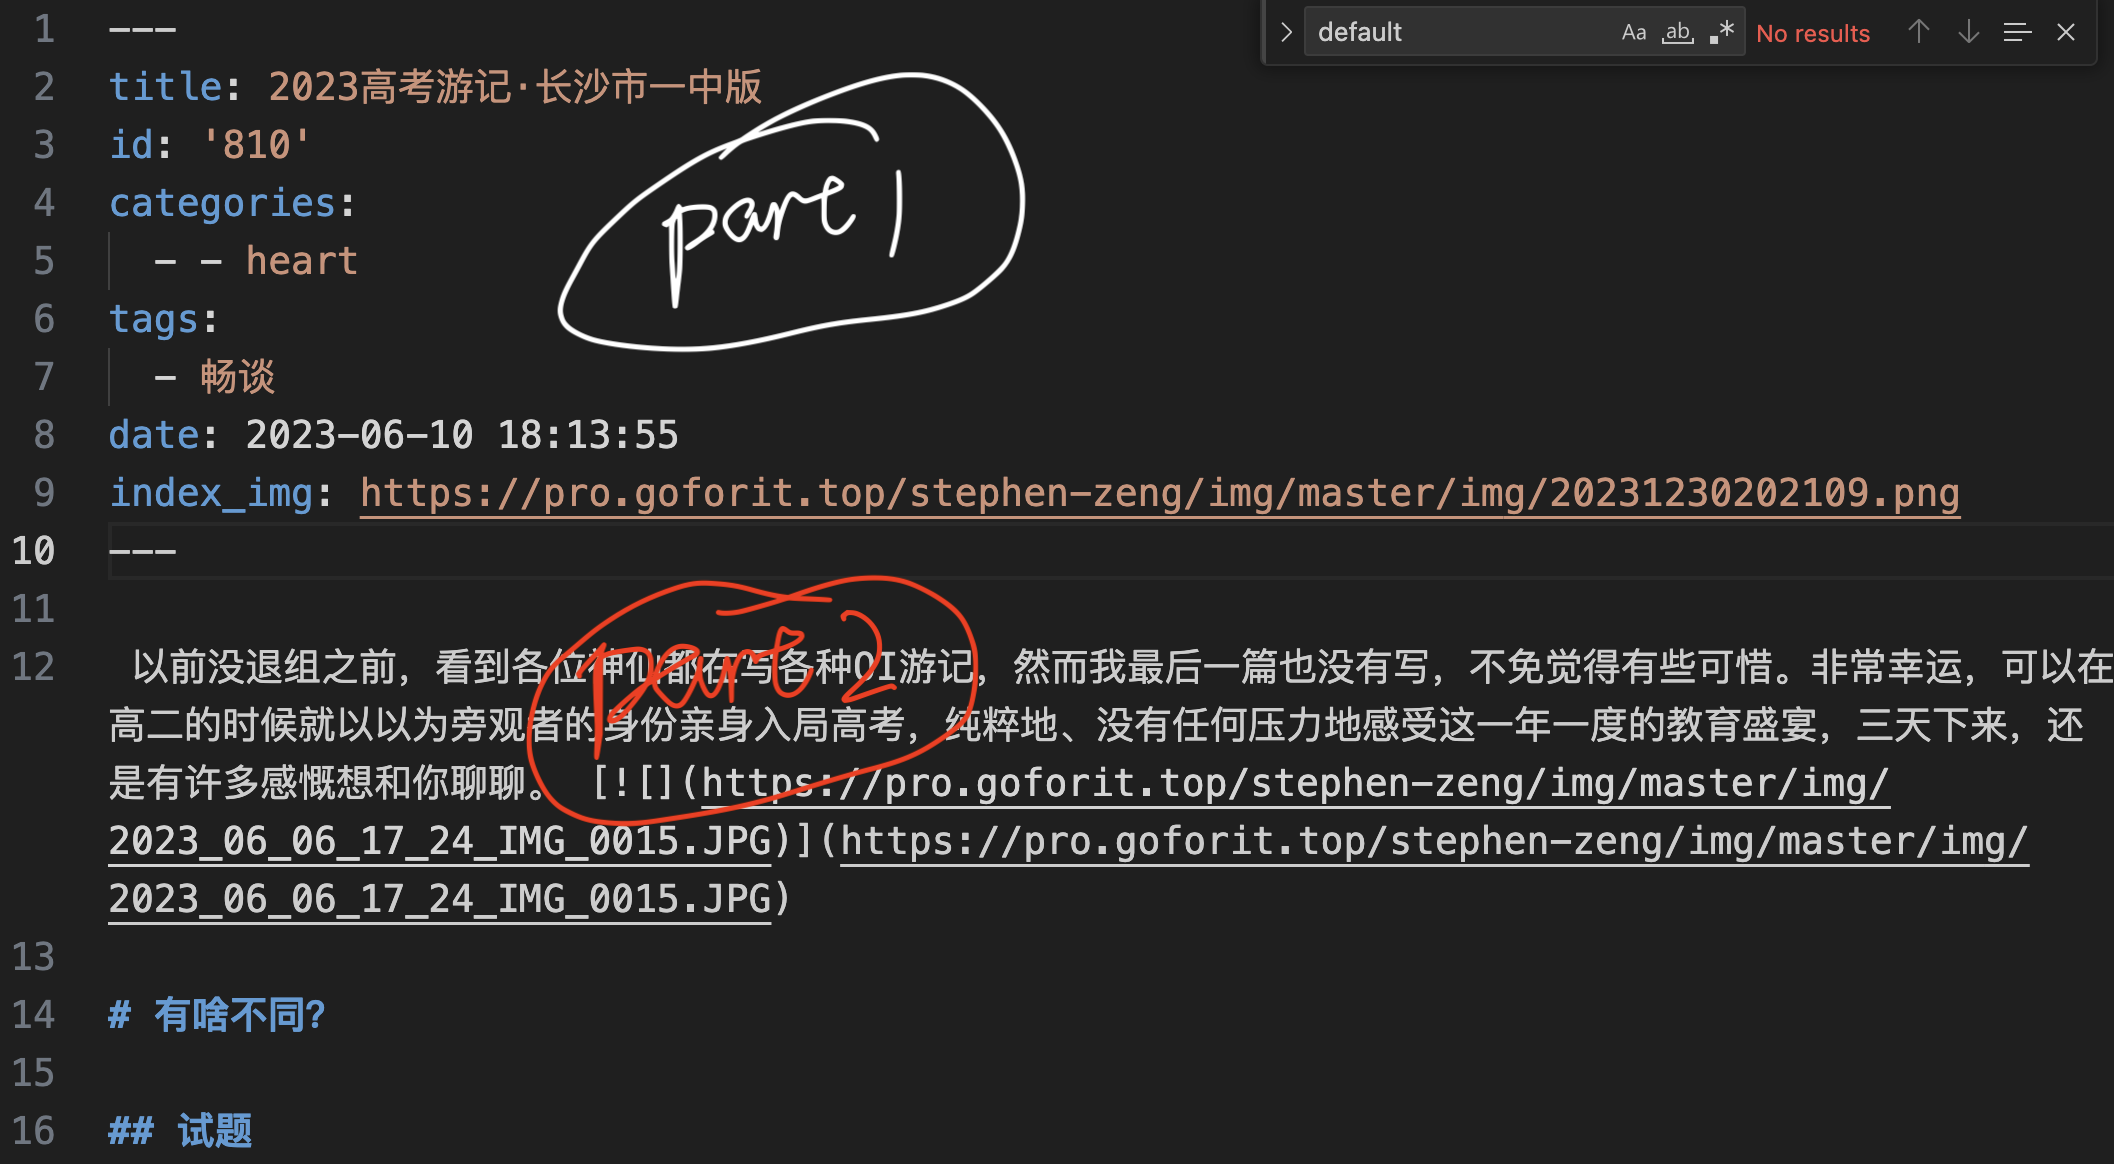 default Aa ab .* No results
1 ---
2 title: 2023高考游记·长沙市一中版
3 id: '810'
4 categories:
5 - - heart
6 tags:
7 - 畅谈
8 date: 2023-06-10 18:13:55
9 index_img: https://pro.goforit.top/stephen-zeng/img/master/img/20231230202109.png
10 ---
part 1
11
part 2
12 以前没退组之前，看到各位神仙都在写各种OI游记，然而我最后一篇也没有写，不免觉得有些可惜。非常幸运，可以在
高二的时候就以以为旁观者的身份亲身入局高考，纯粹地、没有任何压力地感受这一年一度的教育盛宴，三天下来，还
是有许多感慨想和你聊聊。 [![](https://pro.goforit.top/stephen-zeng/img/master/img/
2023_06_06_17_24_IMG_0015.JPG)](https://pro.goforit.top/stephen-zeng/img/master/img/
2023_06_06_17_24_IMG_0015.JPG)
13
14 # 有啥不同?
15
16 ## 试题